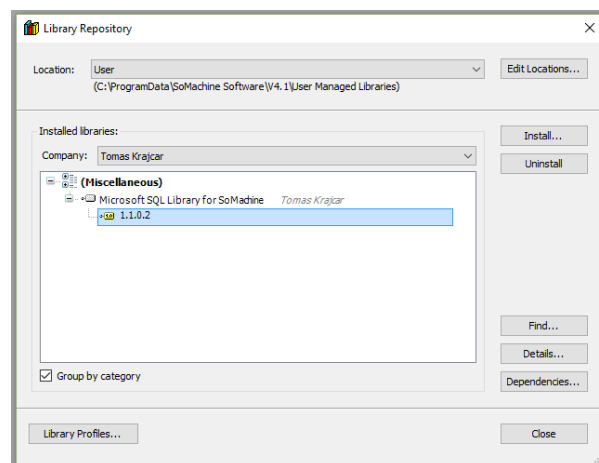 Library Repository
Location: User Edit Locations...
(C:\ProgramData\SoMachine Software\V4.1\User Managed Libraries)
Installed libraries:
Install...
Company: Tomas Krajcar
Uninstall
(Miscellaneous)
Microsoft SQL Library for SoMachine Tomas Krajcar
1.1.0.2
Find...
Details...
Group by category
Dependencies...
Library Profiles... Close